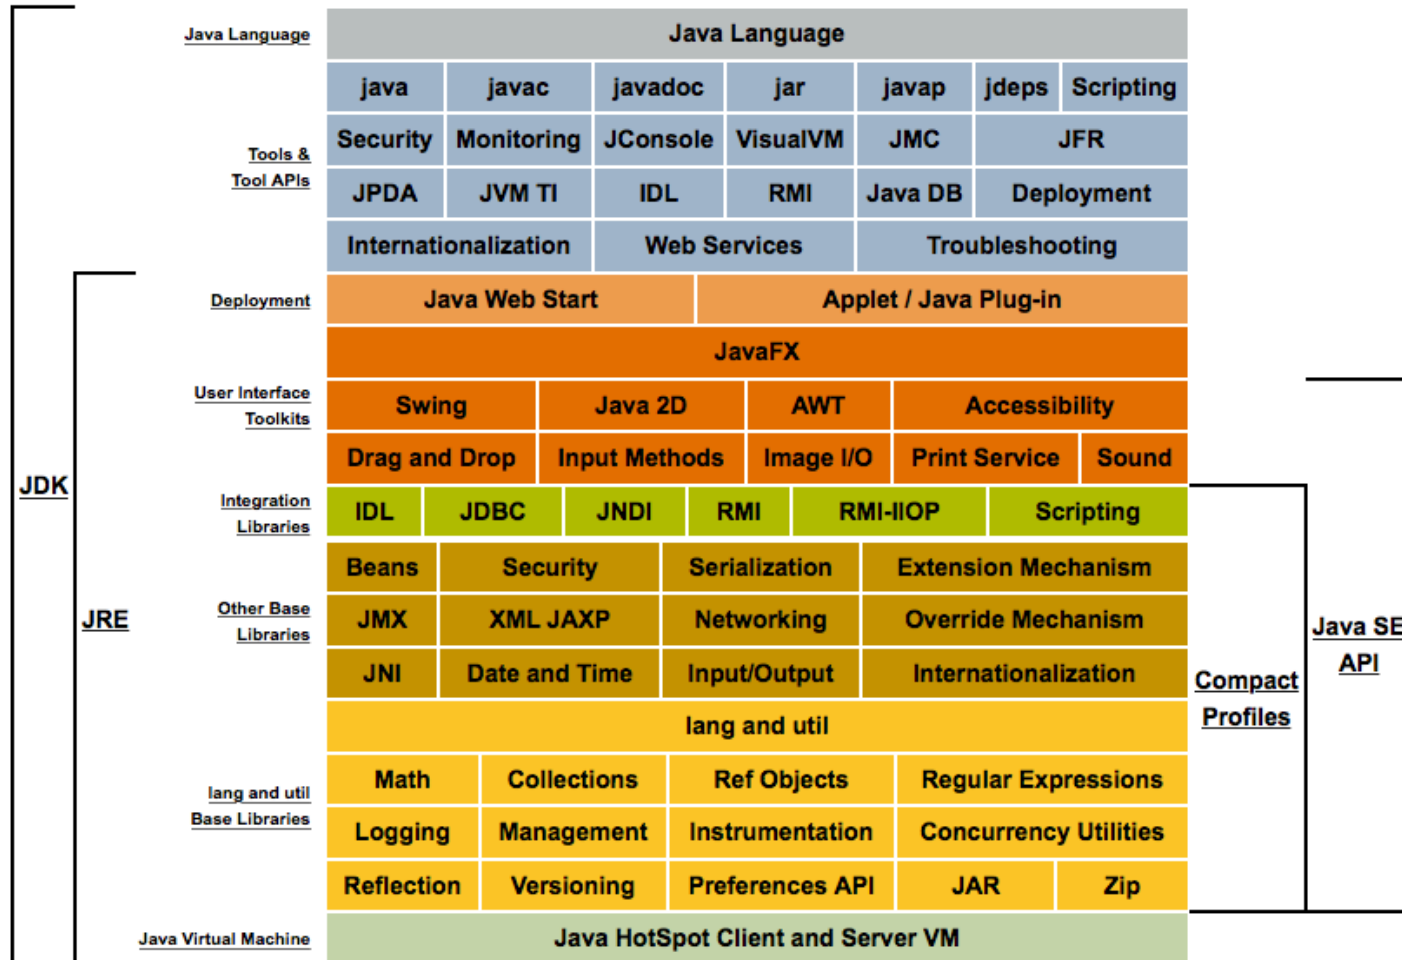 Java Language
Java Language
java javac javadoc jar javap jdeps Scripting
Security Monitoring JConsole VisualVM JMC JFR
Tools &
Tool APIs
JPDA JVM TI IDL RMI Java DB Deployment
Internationalization Web Services Troubleshooting
Deployment
Java Web Start Applet / Java Plug-in
JavaFX
User Interface
Toolkits
Swing Java 2D AWT Accessibility
Drag and Drop Input Methods Image I/O Print Service Sound
JDK
Integration
Libraries
IDL JDBC JNDI RMI RMI-IIOP Scripting
Beans Security Serialization Extension Mechanism
JRE
Other Base
Libraries
JMX XML JAXP Networking Override Mechanism
Java SE
API
JNI Date and Time Input/Output Internationalization
Compact
Profiles
lang and util
lang and util
Base Libraries
Math Collections Ref Objects Regular Expressions
Logging Management Instrumentation Concurrency Utilities
Reflection Versioning Preferences API JAR Zip
Java Virtual Machine
Java HotSpot Client and Server VM